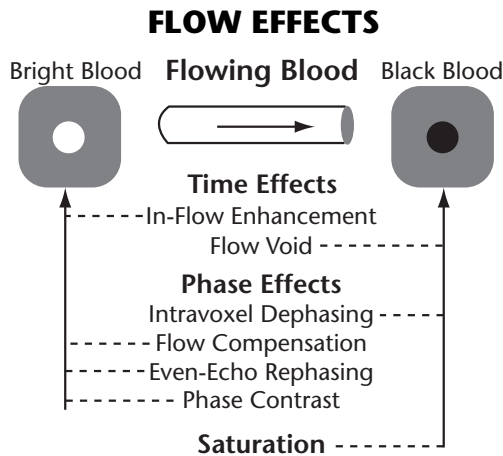 FLOW EFFECTS
Bright Blood Flowing Blood Black Blood
Time Effects
In-Flow Enhancement
Flow Void
Phase Effects
Intravoxel Dephasing
Flow Compensation
Even-Echo Rephasing
Phase Contrast
Saturation